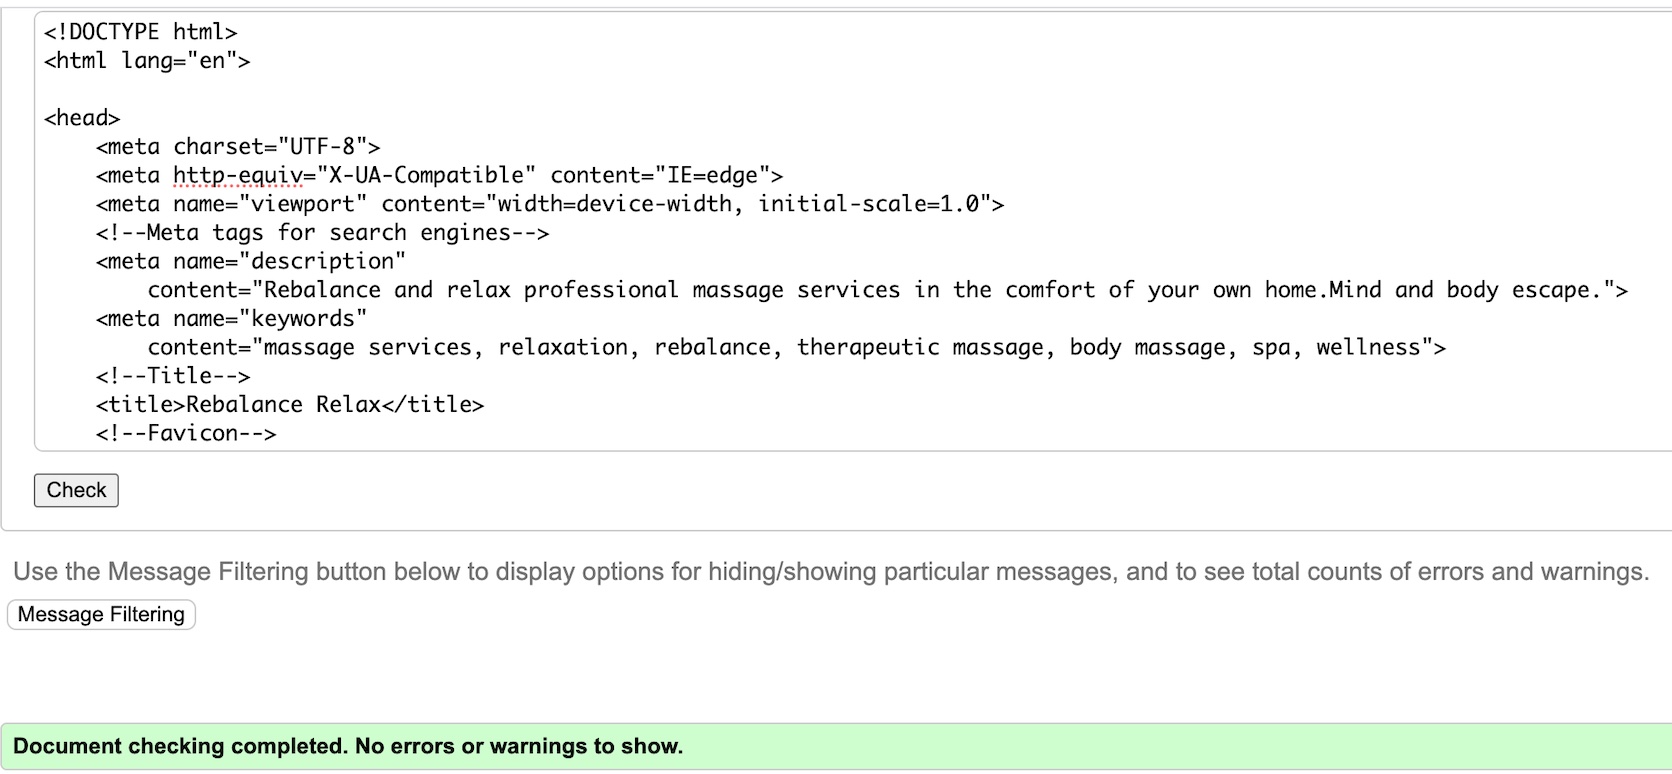 <!DOCTYPE html>
<html lang="en">
<head>
<meta charset="UTF-8">
<meta http-equiv="X-UA-Compatible" content="IE=edge">
<meta name="viewport" content="width=device-width, initial-scale=1.0">
<!--Meta tags for search engines-->
<meta name="description"
content="Rebalance and relax professional massage services in the comfort of your own home.Mind and body escape.">
<meta name="keywords"
content="massage services, relaxation, rebalance, therapeutic massage, body massage, spa, wellness">
<!--Title-->
<title>Rebalance Relax</title>
<!--Favicon-->
Check
Use the Message Filtering button below to display options for hiding/showing particular messages, and to see total counts of errors and warnings.
Message Filtering
Document checking completed. No errors or warnings to show.